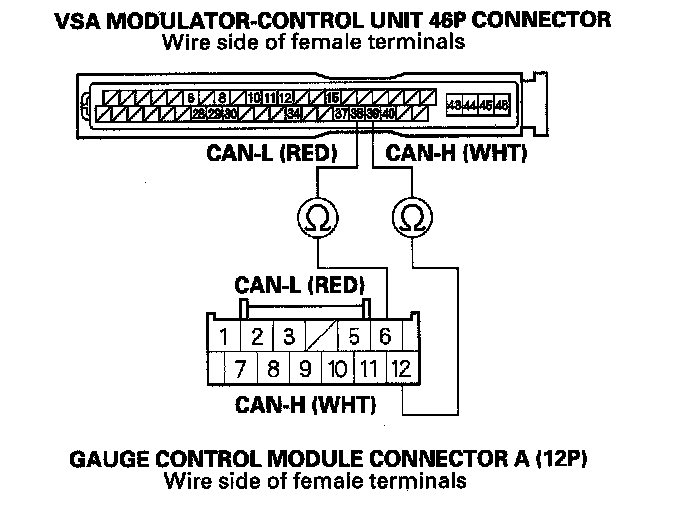 VSA MODULATOR-CONTROL UNIT 46P CONNECTOR
Wire side of female terminals
6 8 10 11 12 15
43 44 45 46
28 29 30 34 37 38 39 40
CAN-L (RED) CAN-H (WHT)
Ω Ω
CAN-L (RED)
1 2 3 5 6
7 8 9 10 11 12
CAN-H (WHT)
GAUGE CONTROL MODULE CONNECTOR A (12P)
Wire side of female terminals